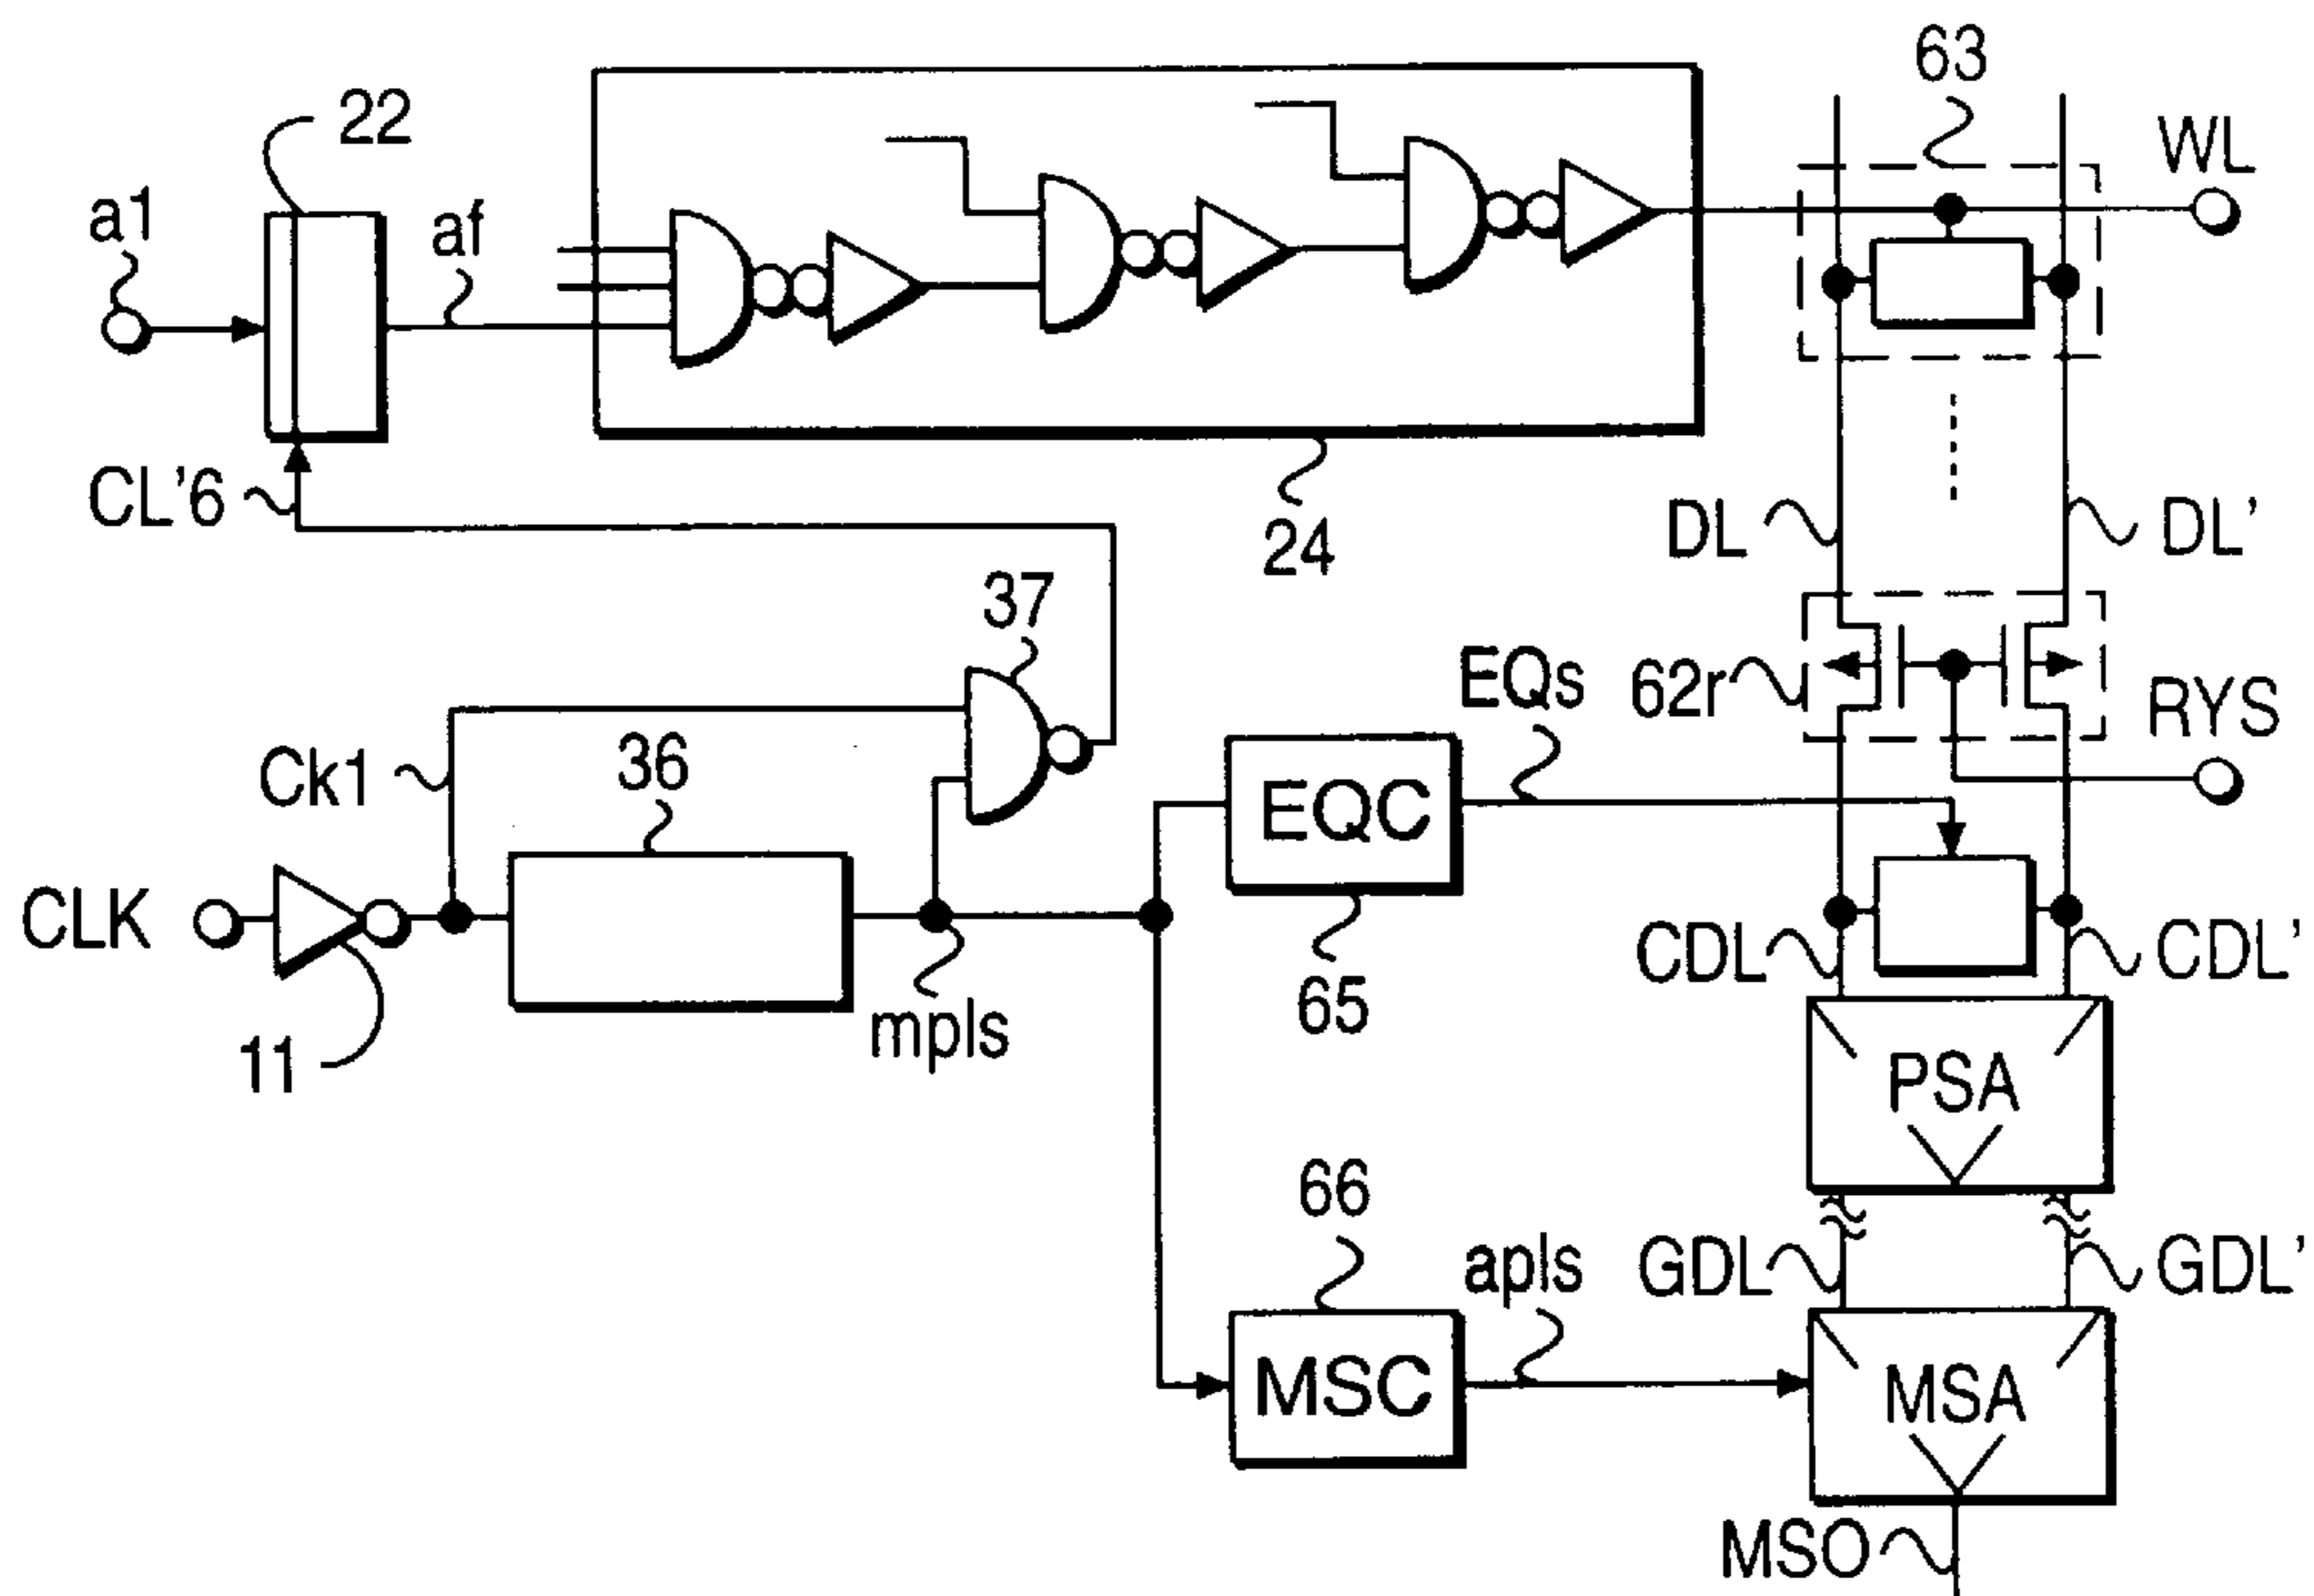 63
22
WL
a1
af
CL'6
24
DL
DL'
37
EQs
62r
RYS
Ck1
36
EQC
CLK
CDL
CDL'
65
mpls
11
PSA
66
apls
GDL
GDL'
MSC
MSA
MSO